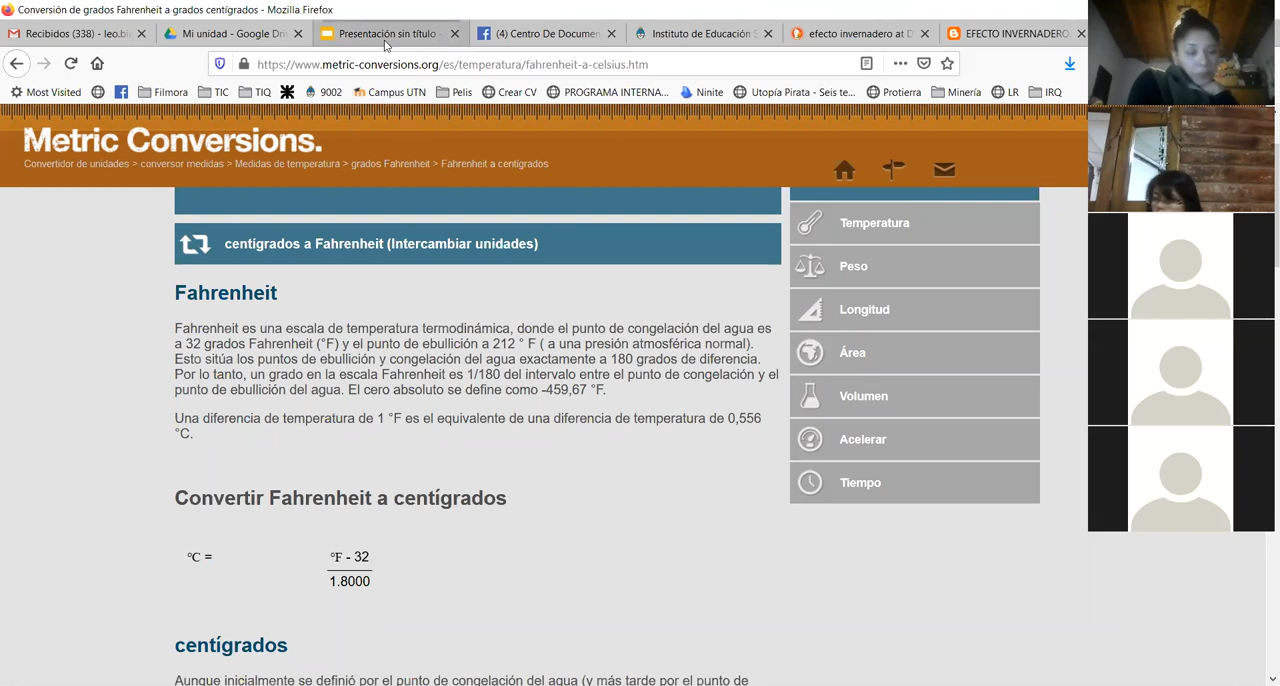 Conversión de grados Fahrenheit a grados centígrados - Mozilla Firefox
Recibidos (338) - leo.bi
Mi unidad - Google Dri
Presentación sin título -
(4) Centro De Documen
Instituto de Educación S
efecto invernadero at D
EFECTO INVERNADERO.
https://www.metric-conversions.org/es/temperatura/fahrenheit-a-celsius.htm
Most Visited
Filmora
TIC
TIQ
9002
Campus UTN
Pelis
Crear CV
PROGRAMA INTERNA...
Ninite
Utopía Pirata - Seis te...
Protierra
Minería
LR
IRQ
Metric Conversions.
Convertidor de unidades > conversor medidas > Medidas de temperatura > grados Fahrenheit > Fahrenheit a centígrados
centígrados a Fahrenheit (Intercambiar unidades)
Fahrenheit
Fahrenheit es una escala de temperatura termodinámica, donde el punto de congelación del agua es
a 32 grados Fahrenheit (°F) y el punto de ebullición a 212 ° F ( a una presión atmosférica normal).
Esto sitúa los puntos de ebullición y congelación del agua exactamente a 180 grados de diferencia.
Por lo tanto, un grado en la escala Fahrenheit es 1/180 del intervalo entre el punto de congelación y el
punto de ebullición del agua. El cero absoluto se define como -459,67 °F.
Una diferencia de temperatura de 1 °F es el equivalente de una diferencia de temperatura de 0,556
°C.
Convertir Fahrenheit a centígrados
°C =
°F - 32
1.8000
centígrados
Aunque inicialmente se definió por el punto de congelación del agua (y más tarde por el punto de
Temperatura
Peso
Longitud
Área
Volumen
Acelerar
Tiempo